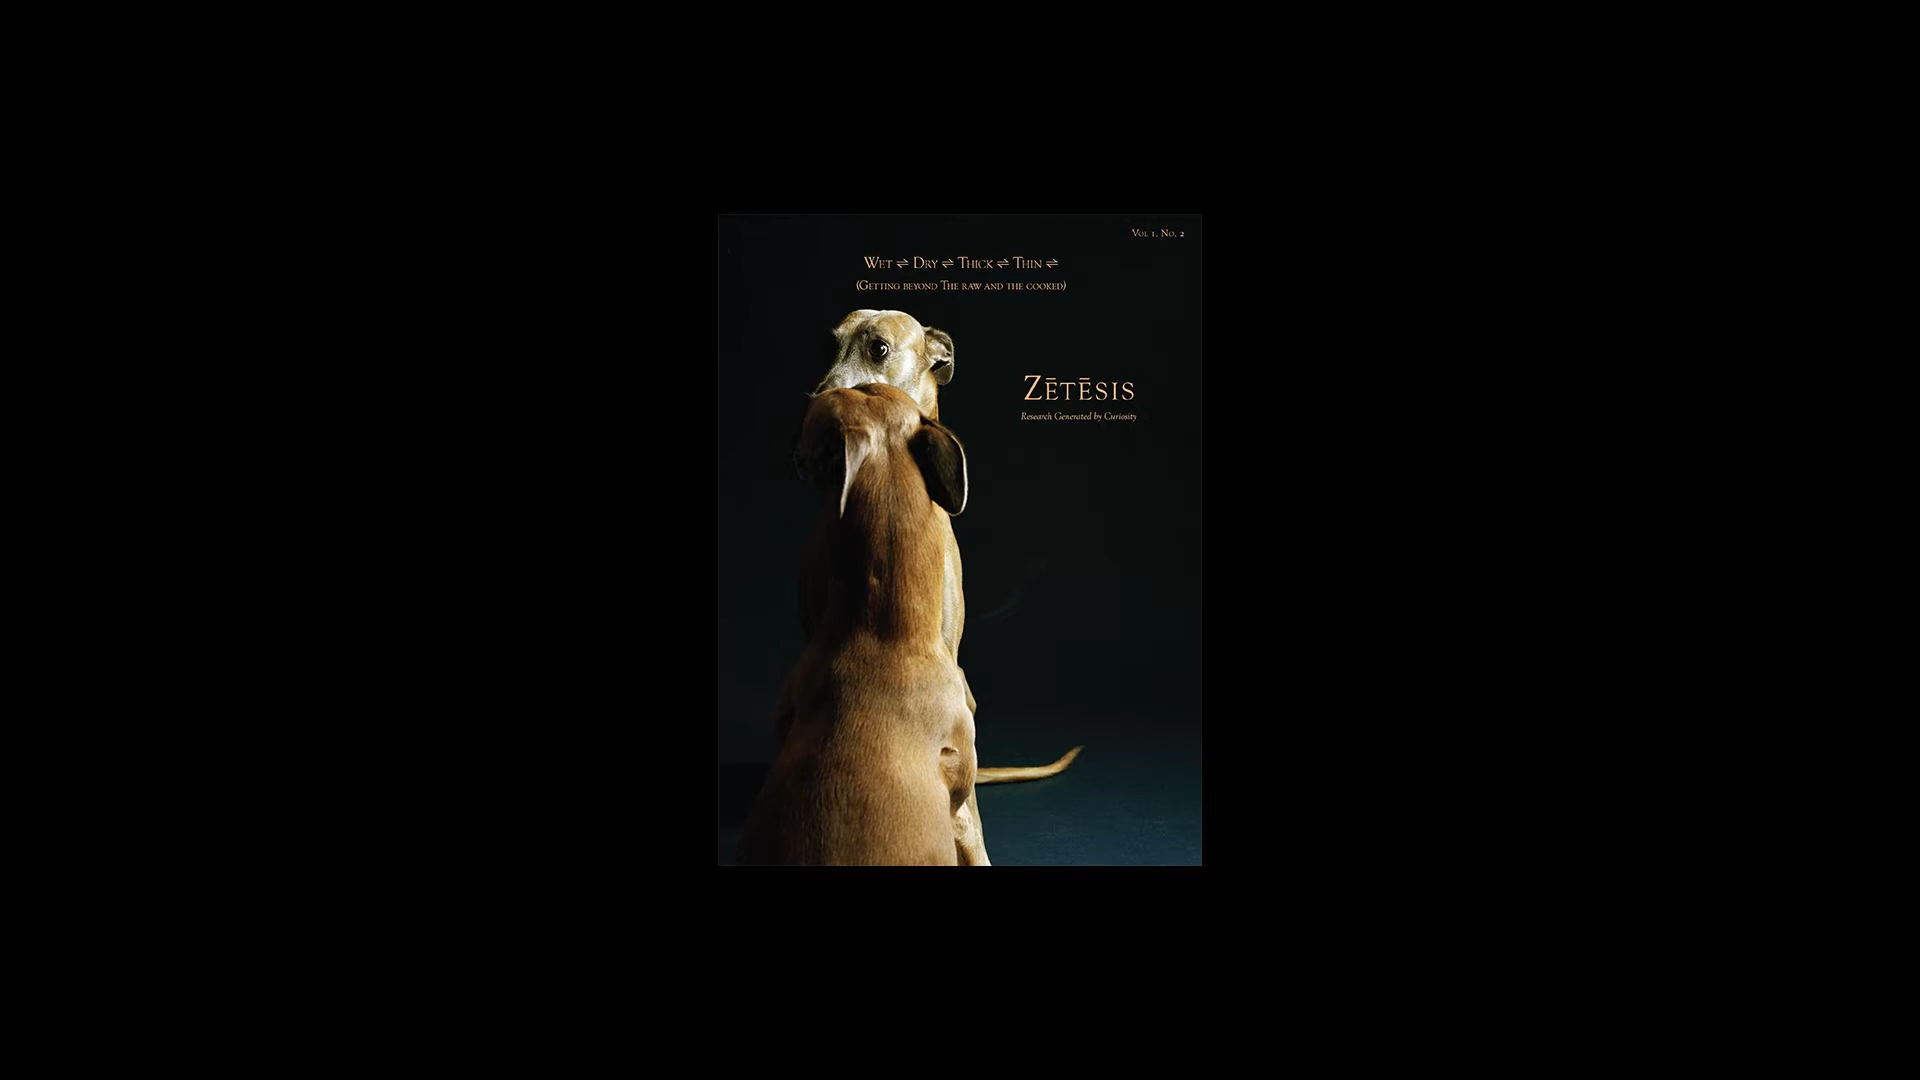 Vol 1. No. 2
Wet ⇌ Dry ⇌ Thick ⇌ Thin ⇌
(Getting beyond The raw and the cooked)
Zētēsis
Research Generated by Curiosity